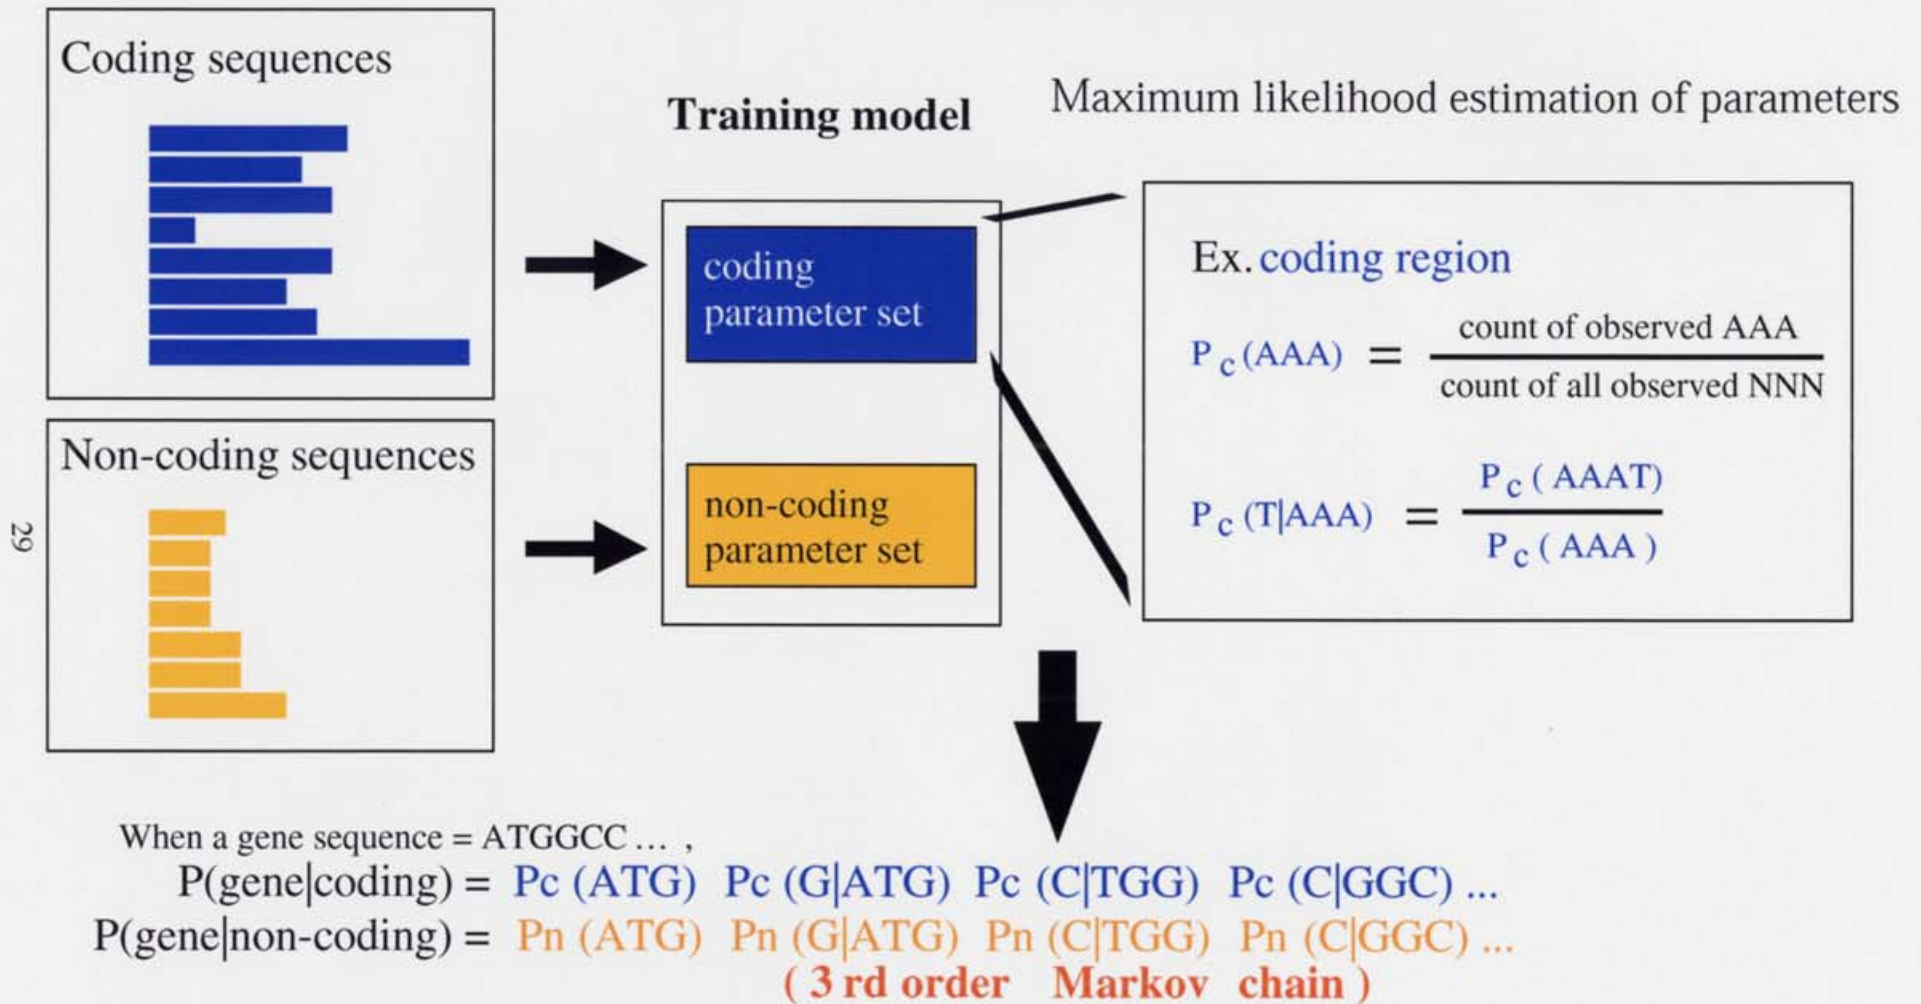 Coding sequences
Non-coding sequences
29
Training model
coding
parameter set
non-coding
parameter set
Maximum likelihood estimation of parameters
Ex. coding region
P c (AAA) = count of observed AAA
count of all observed NNN
P c (T|AAA) = P c ( AAAT)
P c ( AAA )
When a gene sequence = ATGGCC ... ,
P(gene|coding) = Pc (ATG) Pc (G|ATG) Pc (C|TGG) Pc (C|GGC) ...
P(gene|non-coding) = Pn (ATG) Pn (G|ATG) Pn (C|TGG) Pn (C|GGC) ...
( 3 rd order Markov chain )